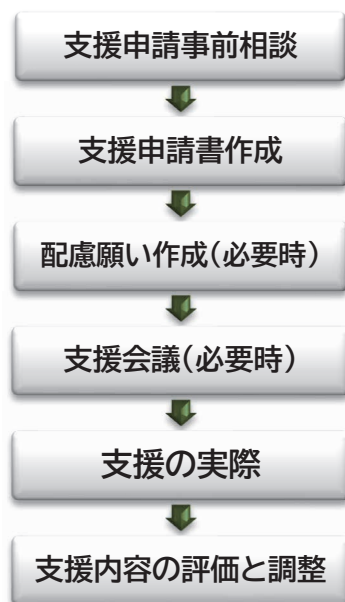 支援申請事前相談
支援申請書作成
配慮願い作成(必要時)
支援会議(必要時)
支援の実際
支援内容の評価と調整